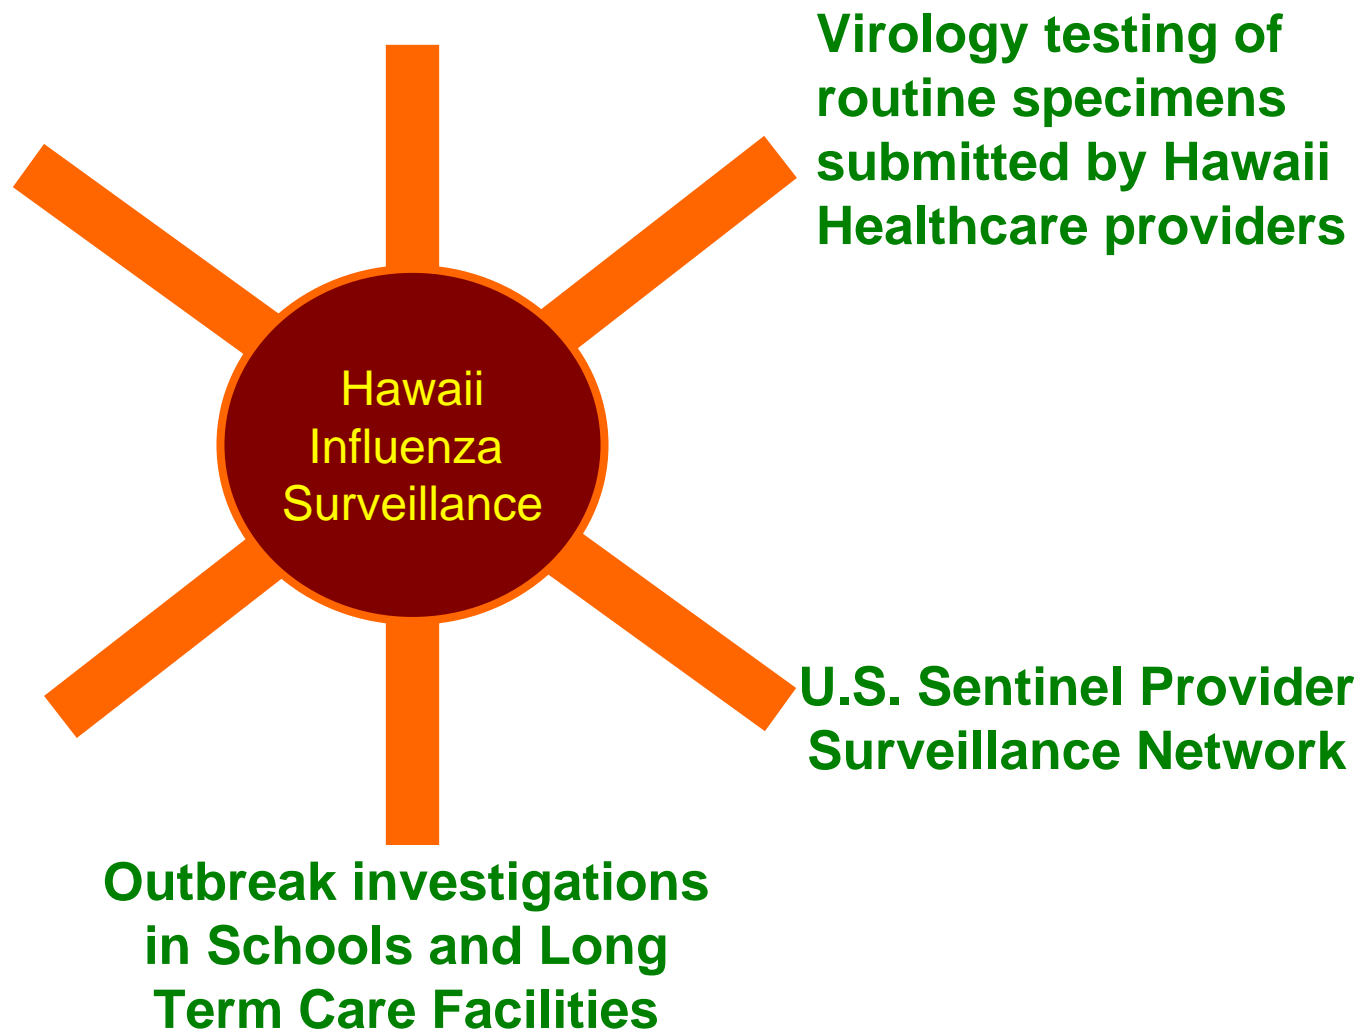 Virology testing of
routine specimens
submitted by Hawaii
Healthcare providers
Hawaii
Influenza
Surveillance
U.S. Sentinel Provider
Surveillance Network
Outbreak investigations
in Schools and Long
Term Care Facilities